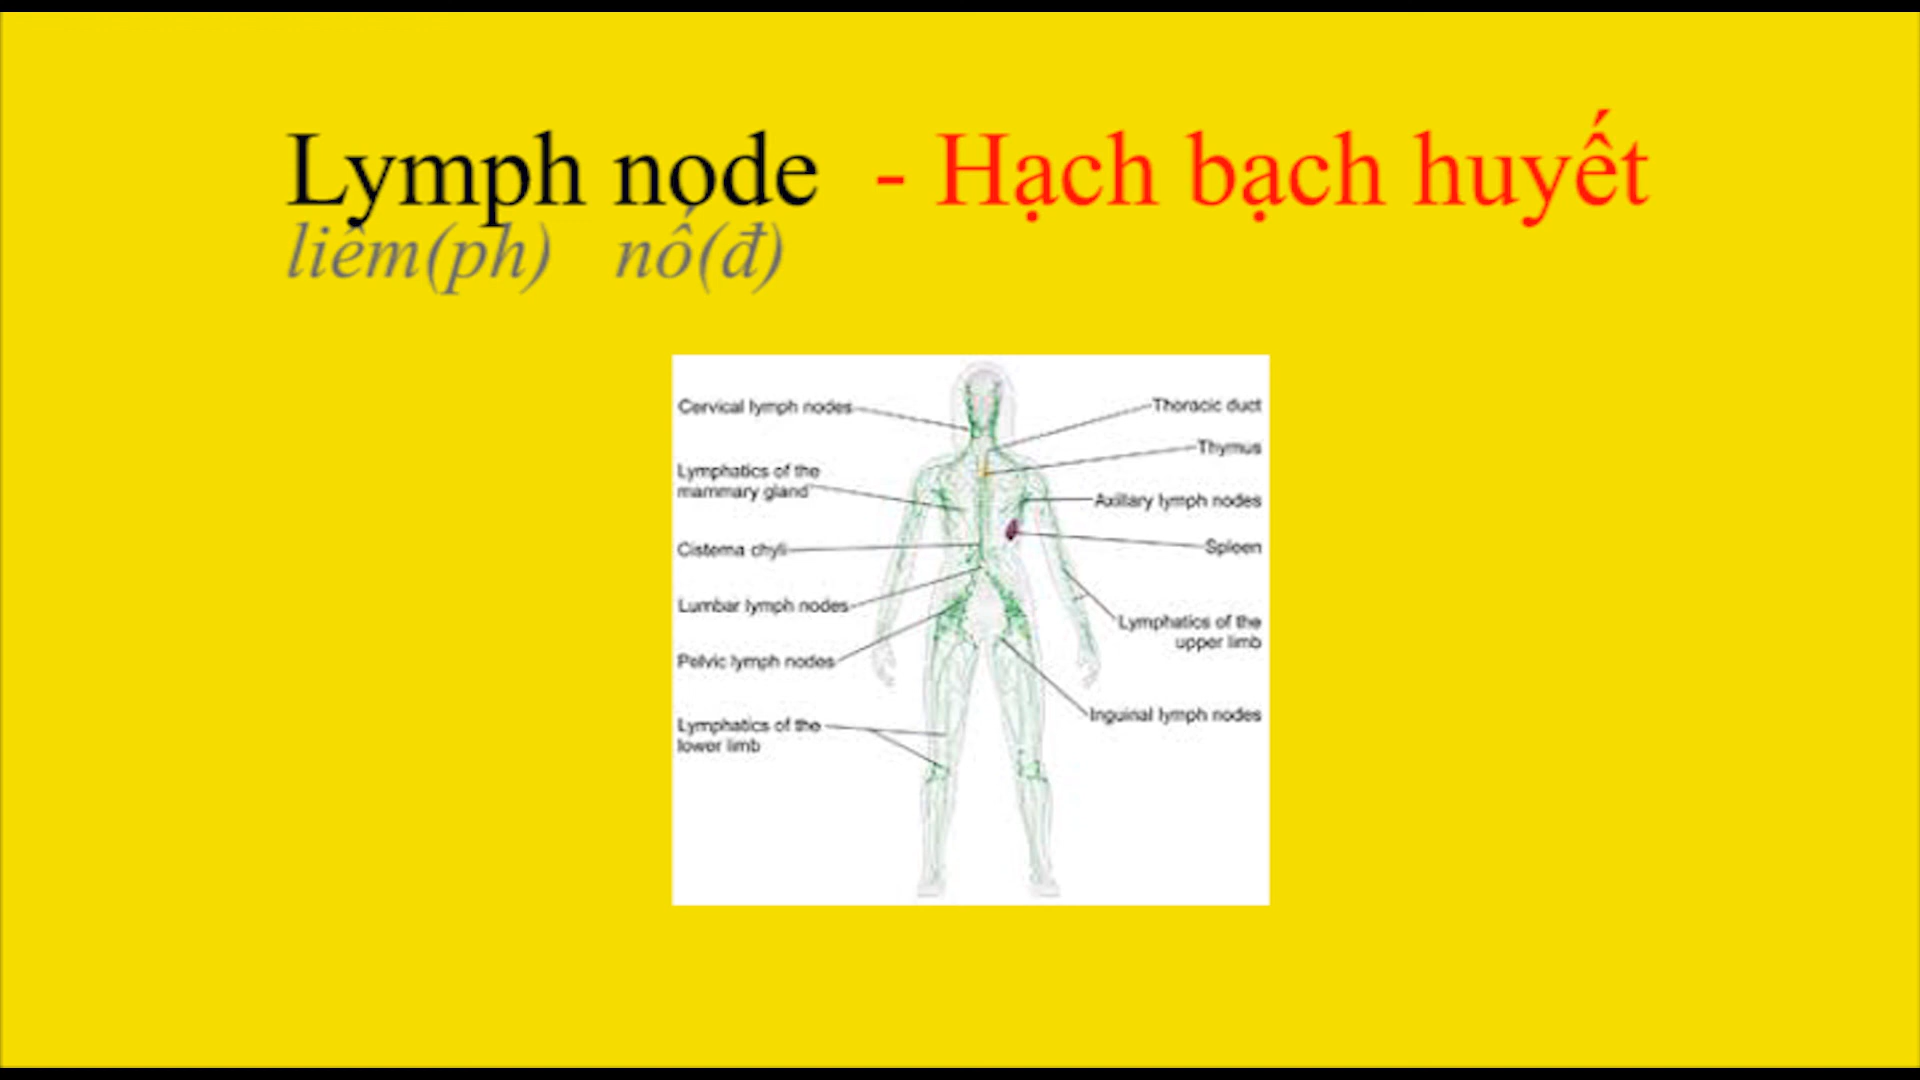 Lymph node - Hạch bạch huyết
liêm(ph) nố(đ)
Cervical lymph nodes
Lymphatics of the
mammary gland
Cisterna chyli
Lumbar lymph nodes
Pelvic lymph nodes
Lymphatics of the
lower limb
Thoracic duct
Thymus
Axillary lymph nodes
Spleen
Lymphatics of the
upper limb
Inguinal lymph nodes